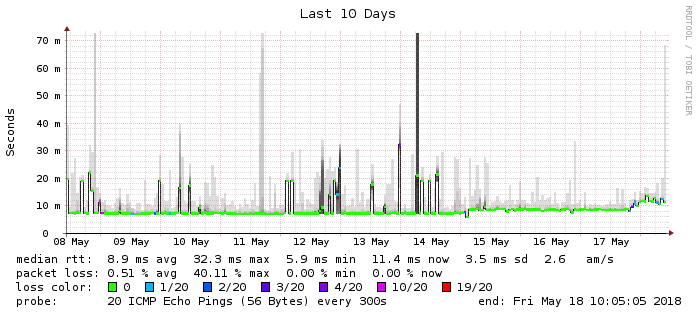 Last 10 Days
RRDTOOL / TOBI OETIKER
Seconds
70 m
60 m
50 m
40 m
30 m
20 m
10 m
0
08 May 09 May 10 May 11 May 12 May 13 May 14 May 15 May 16 May 17 May
median rtt: 8.9 ms avg 32.3 ms max 5.9 ms min 11.4 ms now 3.5 ms sd 2.6 am/s
packet loss: 0.51 % avg 40.11 % max 0.00 % min 0.00 % now
loss color: 0 1/20 2/20 3/20 4/20 10/20 19/20
probe: 20 ICMP Echo Pings (56 Bytes) every 300s end: Fri May 18 10:05:05 2018